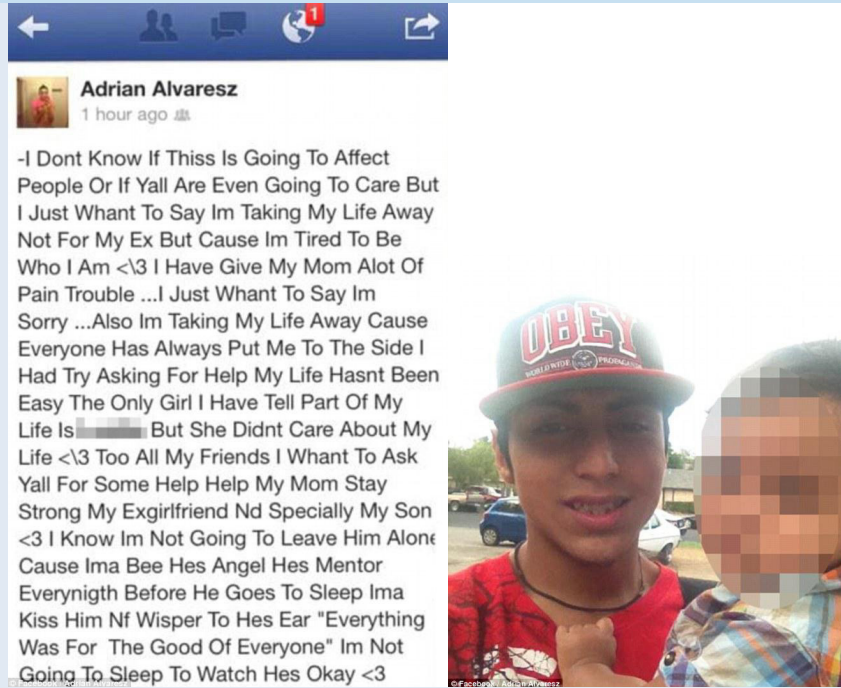 1
Adrian Alvaresz
1 hour ago
-I Dont Know If Thiss Is Going To Affect
People Or If Yall Are Even Going To Care But
I Just Whant To Say Im Taking My Life Away
Not For My Ex But Cause Im Tired To Be
Who I Am <\3 I Have Give My Mom Alot Of
Pain Trouble ...I Just Whant To Say Im
Sorry ...Also Im Taking My Life Away Cause
Everyone Has Always Put Me To The Side I
Had Try Asking For Help My Life Hasnt Been
Easy The Only Girl I Have Tell Part Of My
Life Is But She Didnt Care About My
Life <\3 Too All My Friends I Whant To Ask
Yall For Some Help Help My Mom Stay
Strong My Exgirlfriend Nd Specially My Son
<3 I Know Im Not Going To Leave Him Alone
Cause Ima Bee Hes Angel Hes Mentor
Everynigth Before He Goes To Sleep Ima
Kiss Him Nf Wisper To Hes Ear "Everything
Was For The Good Of Everyone" Im Not
Going To Sleep To Watch Hes Okay <3
© Facebook / Adrian Alvaresz
OBEY
WORLD WIDE PROPAGANDA
© Facebook / Adrian Alvaresz